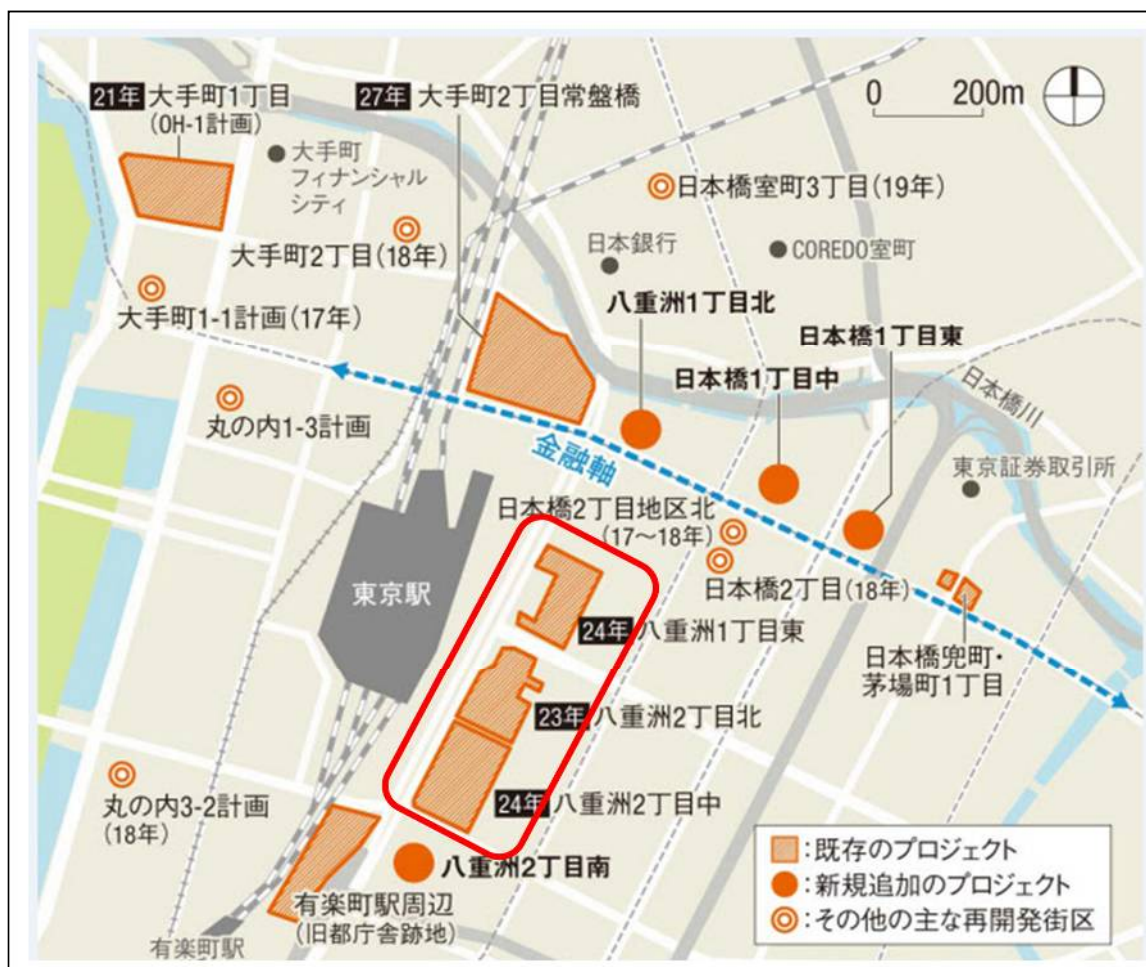 21年 大手町1丁目
(OH-1計画)
27年 大手町2丁目常盤橋
0 200m
大手町
フィナンシャル
シティ
日本橋室町3丁目(19年)
大手町2丁目(18年)
日本銀行
COREDO室町
大手町1-1計画(17年)
八重洲1丁目北
日本橋1丁目東
日本橋1丁目中
日本橋川
丸の内1-3計画
金融軸
東京証券取引所
日本橋2丁目地区北
(17〜18年)
東京駅
日本橋2丁目(18年)
24年 八重洲1丁目東
日本橋兜町・
茅場町1丁目
23年 八重洲2丁目北
丸の内3-2計画
(18年)
24年 八重洲2丁目中
八重洲2丁目南
有楽町駅周辺
(旧都庁舎跡地)
有楽町駅
:既存のプロジェクト
:新規追加のプロジェクト
:その他の主な再開発街区